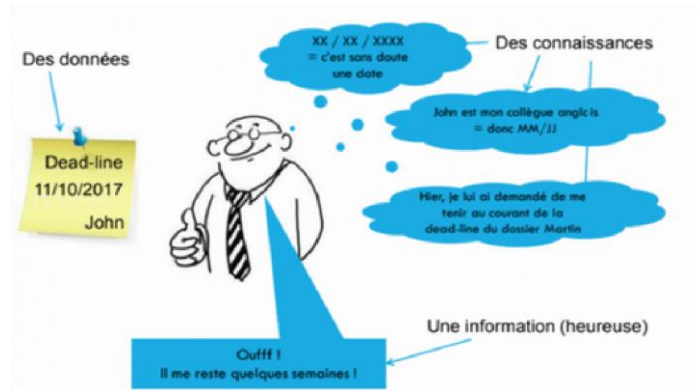 Des données
Dead-line
11/10/2017
John
XX / XX / XXXX
= c'est sans doute
une date
Des connaissances
John est mon collègue anglais
= donc MM/JJ
Hier, je lui ai demandé de me
tenir au courant de la
dead-line du dossier Martin
Une information (heureuse)
Oufff !
Il me reste quelques semaines !